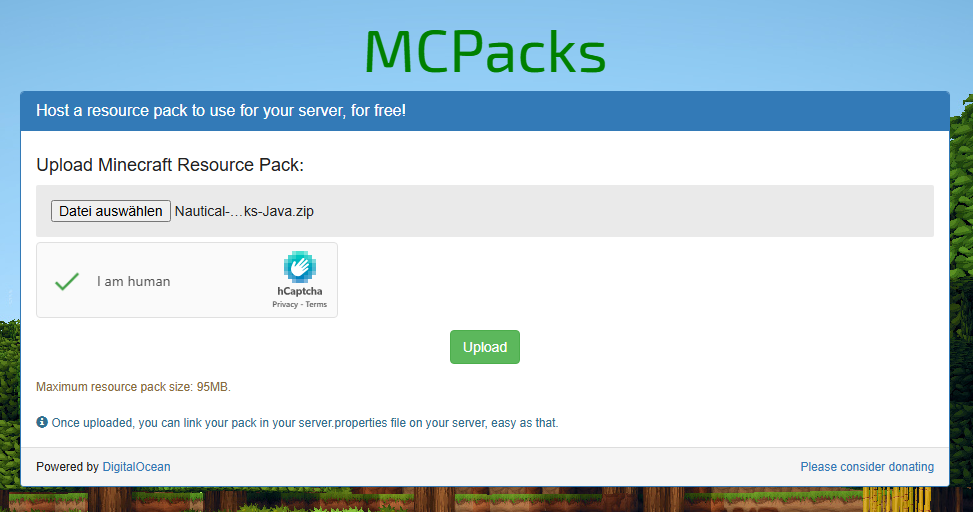 MCPacks
Host a resource pack to use for your server, for free!
Upload Minecraft Resource Pack:
Datei auswählen Nautical-...ks-Java.zip
I am human
hCaptcha
Privacy - Terms
Upload
Maximum resource pack size: 95MB.
Once uploaded, you can link your pack in your server.properties file on your server, easy as that.
Powered by DigitalOcean
Please consider donating